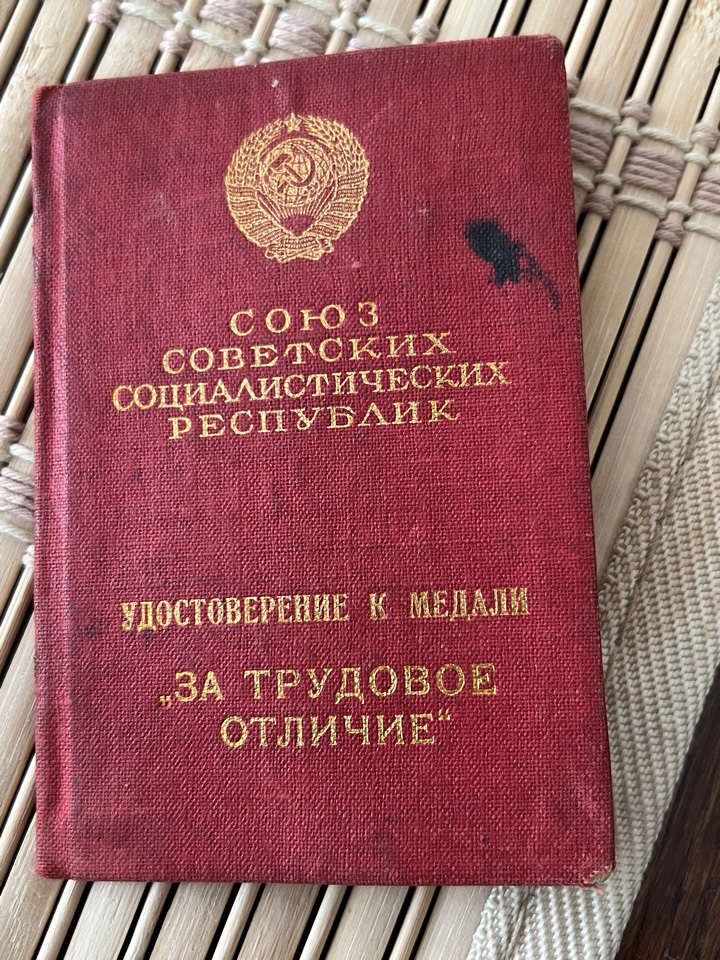 СОЮЗ
СОВЕТСКИХ
СОЦИАЛИСТИЧЕСКИХ
РЕСПУБЛИК
УДОСТОВЕРЕНИЕ К МЕДАЛИ
„ЗА ТРУДОВОЕ
ОТЛИЧИЕ“